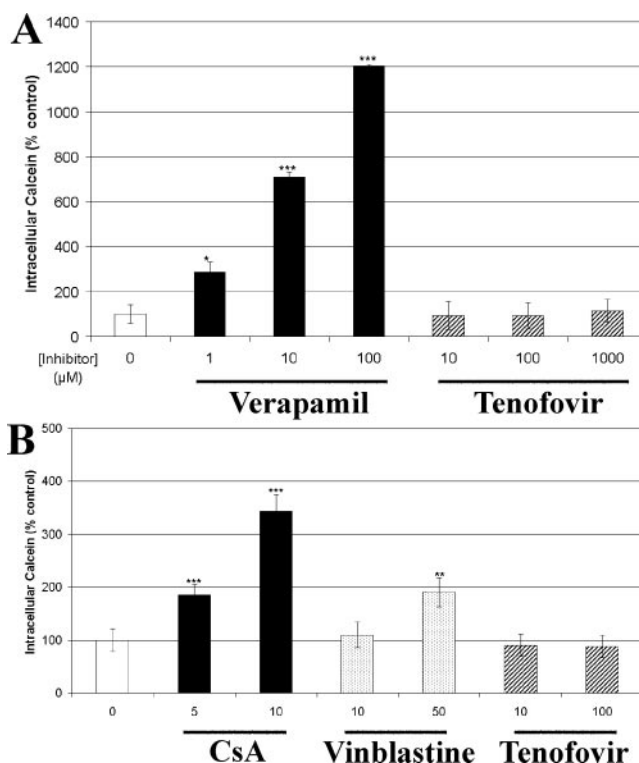 A
Intracellular Calcein (% control)
1400
1200
1000
800
600
400
200
0
*
***
***
[Inhibitor] 0 1 10 100 10 100 1000
(µM)
Verapamil Tenofovir
B
Intracellular Calcein (% control)
500
400
300
200
100
0
***
***
**
0 5 10 10 50 10 100
CsA Vinblastine Tenofovir